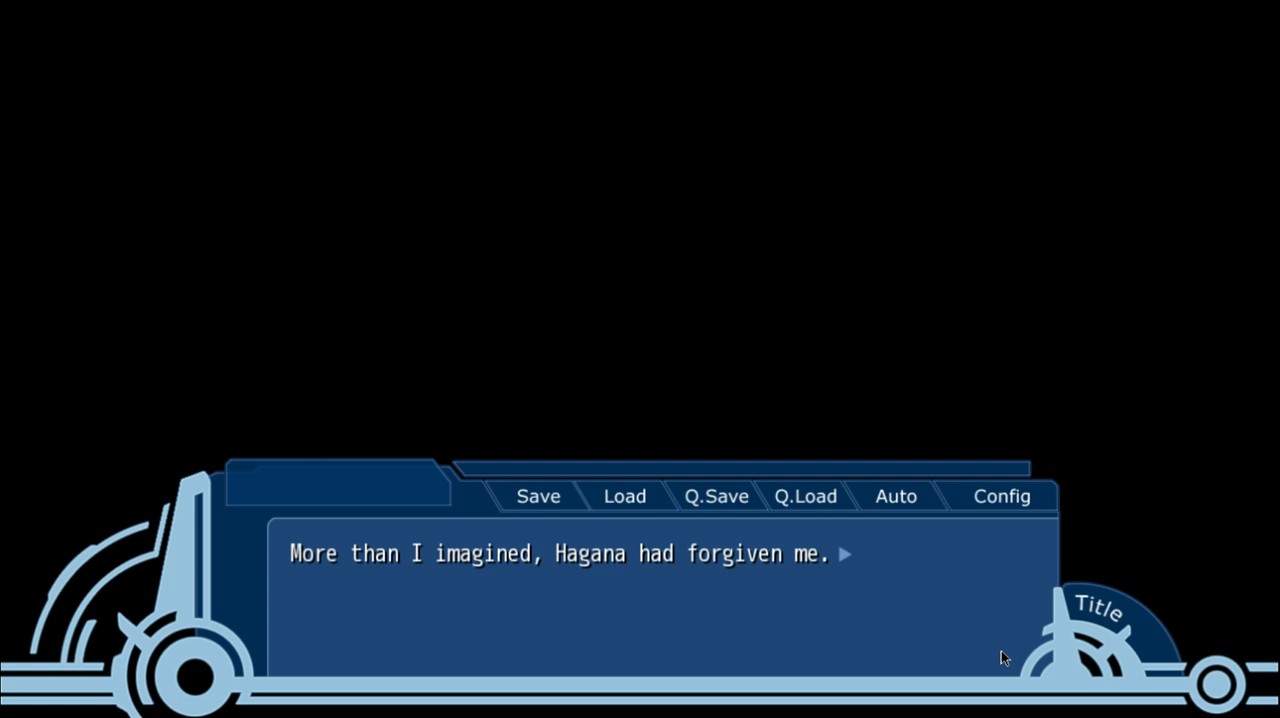 Save Load Q.Save Q.Load Auto Config
More than I imagined, Hagana had forgiven me.
Title